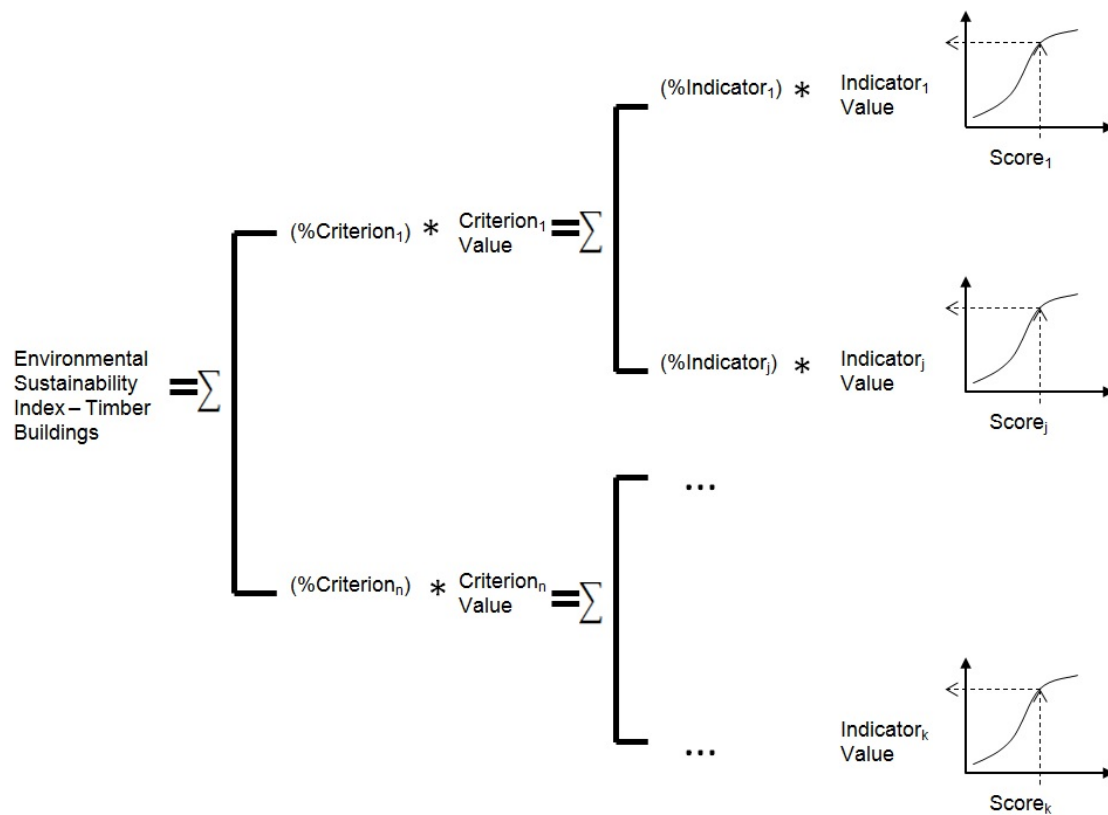 (%Indicator₁) * Indicator₁
Value
Score₁
(%Criterion₁) * Criterion₁ = ∑
Value
(%Indicatorⱼ) * Indicatorⱼ
Value
Scoreⱼ
Environmental
Sustainability
Index – Timber
Buildings
= ∑
...
(%Criterionₙ) * Criterionₙ = ∑
Value
...
Indicatorₖ
Value
Scoreₖ